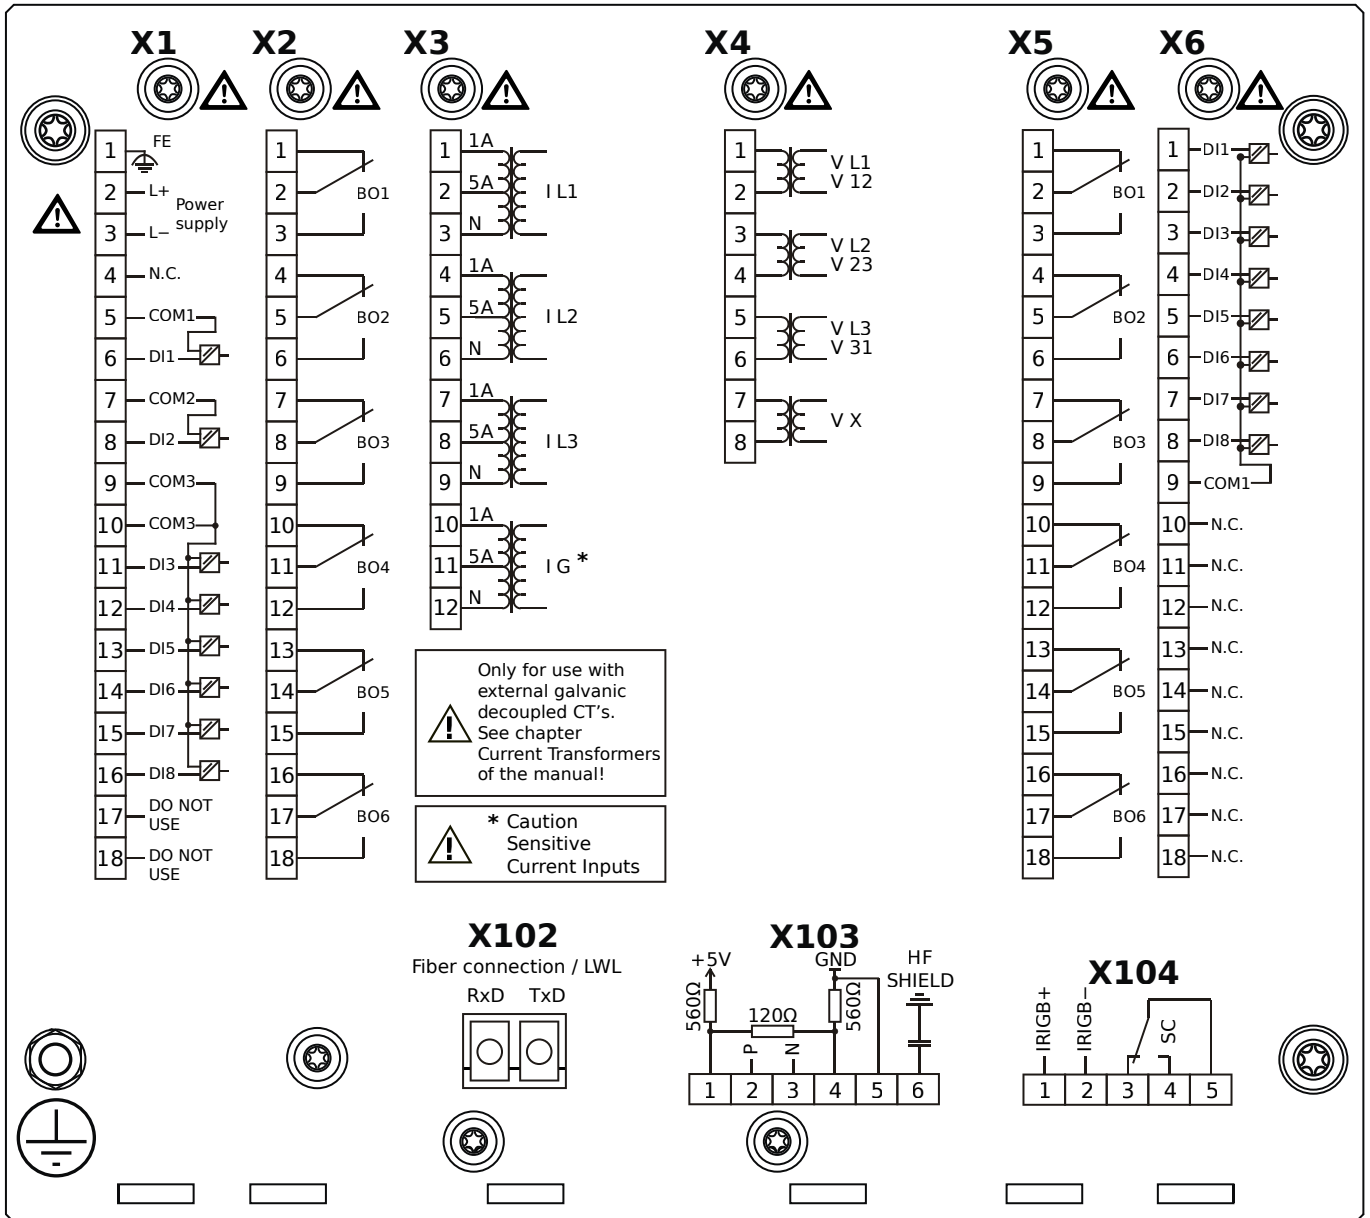 X1
X2
X3
X4
X5
X6
1 FE
2 L+
Power
supply
3 L−
4 N.C.
5 COM1
6 DI1
7 COM2
8 DI2
9 COM3
10 COM3
11 DI3
12 DI4
13 DI5
14 DI6
15 DI7
16 DI8
17 DO NOT
USE
18 DO NOT
USE
1
2 BO1
3
4
5 BO2
6
7
8 BO3
9
10
11 BO4
12
13
14 BO5
15
16
17 BO6
18
1 1A
2 5A I L1
3 N
4 1A
5 5A I L2
6 N
7 1A
8 5A I L3
9 N
10 1A
11 5A I G *
12 N
Only for use with
external galvanic
decoupled CT's.
See chapter
Current Transformers
of the manual!
* Caution
Sensitive
Current Inputs
1 V L1
2 V 12
3 V L2
4 V 23
5 V L3
6 V 31
7 V X
8
1
2 BO1
3
4
5 BO2
6
7
8 BO3
9
10
11 BO4
12
13
14 BO5
15
16
17 BO6
18
1 DI1
2 DI2
3 DI3
4 DI4
5 DI5
6 DI6
7 DI7
8 DI8
9 COM1
10 N.C.
11 N.C.
12 N.C.
13 N.C.
14 N.C.
15 N.C.
16 N.C.
17 N.C.
18 N.C.
X102
Fiber connection / LWL
RxD TxD
X103
+5V GND HF
SHIELD
560Ω 120Ω 560Ω
P N
1 2 3 4 5 6
X104
IRIGB+ IRIGB− SC
1 2 3 4 5